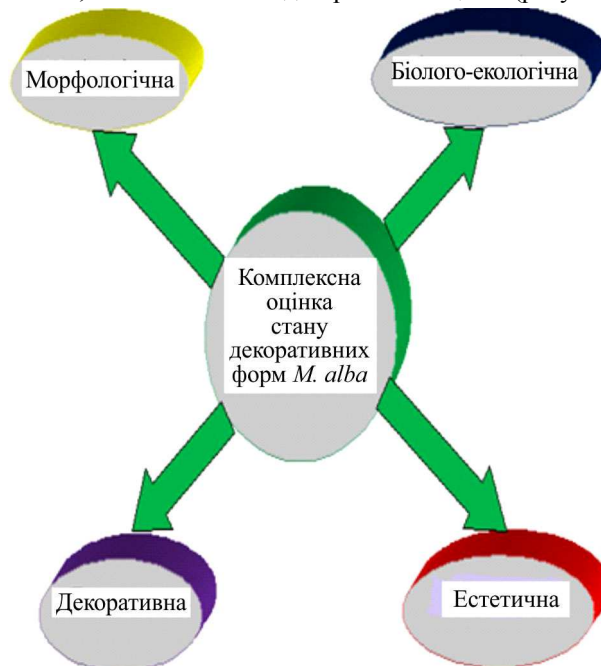 Морфологічна
Біолого-екологічна
Комплексна
оцінка
стану
декоративних
форм M. alba
Декоративна
Естетична